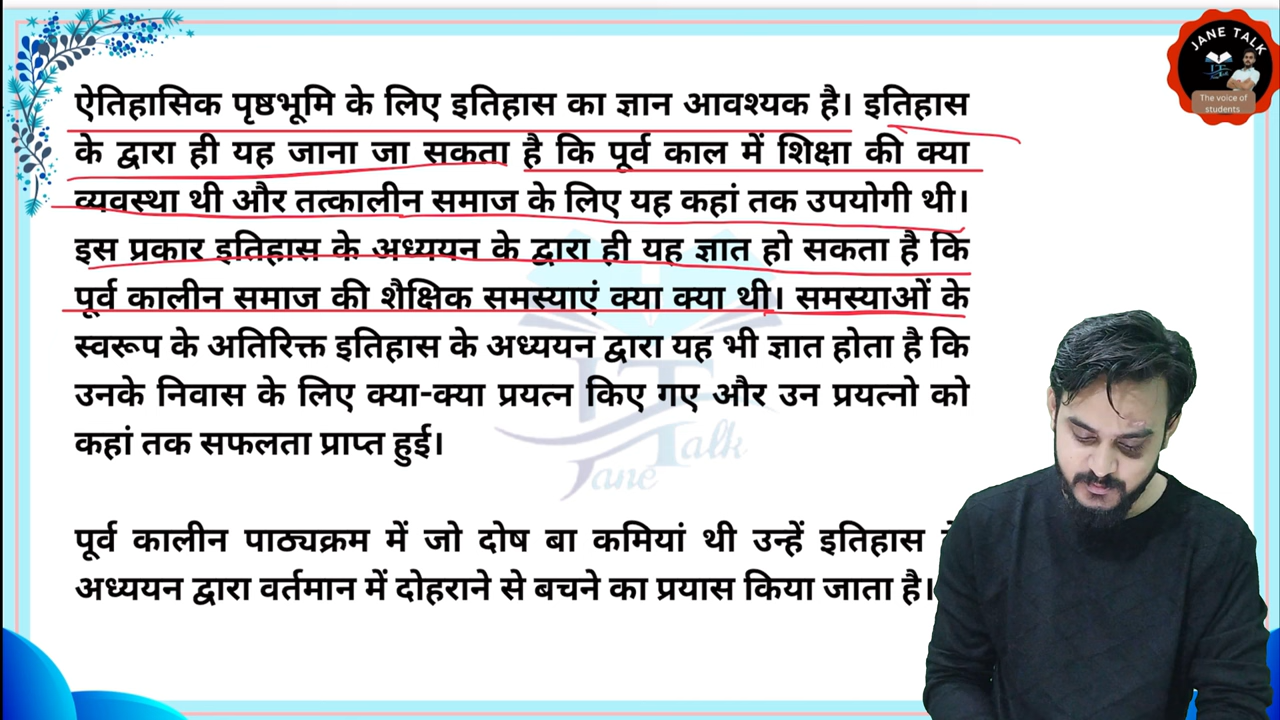 JANE TALK
The voice of
students
ऐतिहासिक पृष्ठभूमि के लिए इतिहास का ज्ञान आवश्यक है। इतिहास
के द्वारा ही यह जाना जा सकता है कि पूर्व काल में शिक्षा की क्या
व्यवस्था थी और तत्कालीन समाज के लिए यह कहां तक उपयोगी थी।
इस प्रकार इतिहास के अध्ययन के द्वारा ही यह ज्ञात हो सकता है कि
पूर्व कालीन समाज की शैक्षिक समस्याएं क्या क्या थी। समस्याओं के
स्वरूप के अतिरिक्त इतिहास के अध्ययन द्वारा यह भी ज्ञात होता है कि
उनके निवास के लिए क्या-क्या प्रयत्न किए गए और उन प्रयत्नो को
कहां तक सफलता प्राप्त हुई।
Jane Talk
पूर्व कालीन पाठ्यक्रम में जो दोष बा कमियां थी उन्हें इतिहास
अध्ययन द्वारा वर्तमान में दोहराने से बचने का प्रयास किया जाता है।